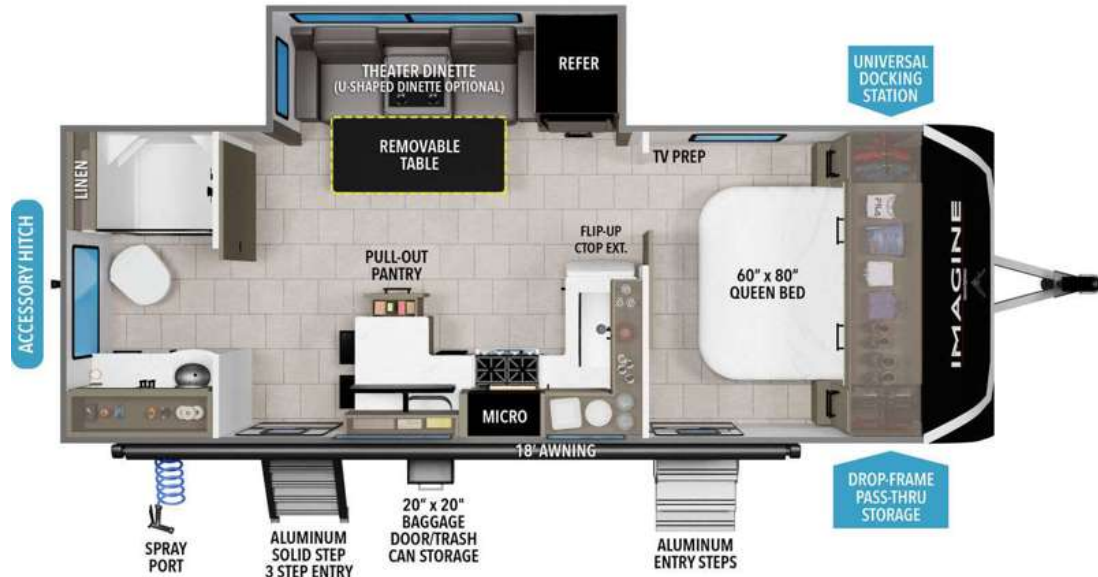 THEATER DINETTE
(U-SHAPED DINETTE OPTIONAL)
REFER
UNIVERSAL
DOCKING
STATION
REMOVABLE
TABLE
TV PREP
LINEN
ACCESSORY HITCH
PULL-OUT
PANTRY
FLIP-UP
CTOP EXT.
60" x 80"
QUEEN BED
FILA
IMAGINE
MICRO
18' AWNING
SPRAY
PORT
ALUMINUM
SOLID STEP
3 STEP ENTRY
20" x 20"
BAGGAGE
DOOR/TRASH
CAN STORAGE
ALUMINUM
ENTRY STEPS
DROP-FRAME
PASS-THRU
STORAGE